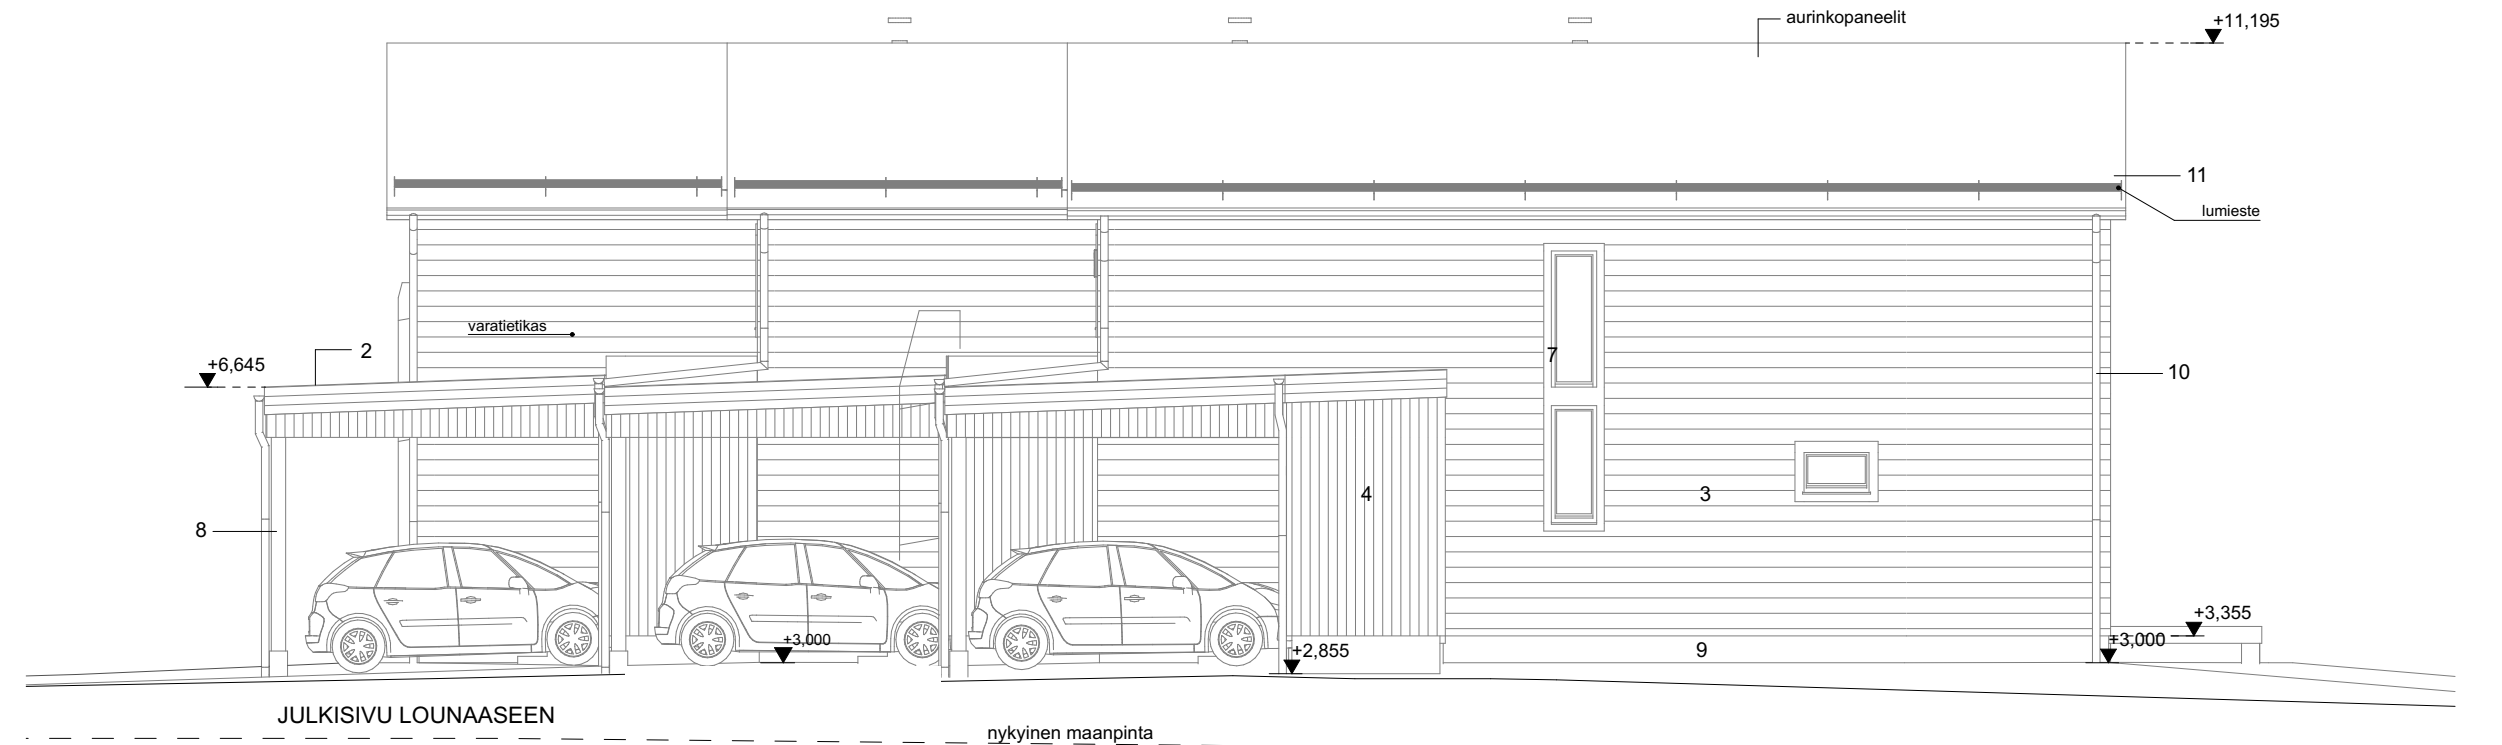 aurinkopaneelit
+11,195
11
lumieste
varatietikas
2
+6,645
7
10
4
3
8
+3,355
+3,000
+3,000
+2,855
9
JULKISIVU LOUNAASEEN
nykyinen maanpinta